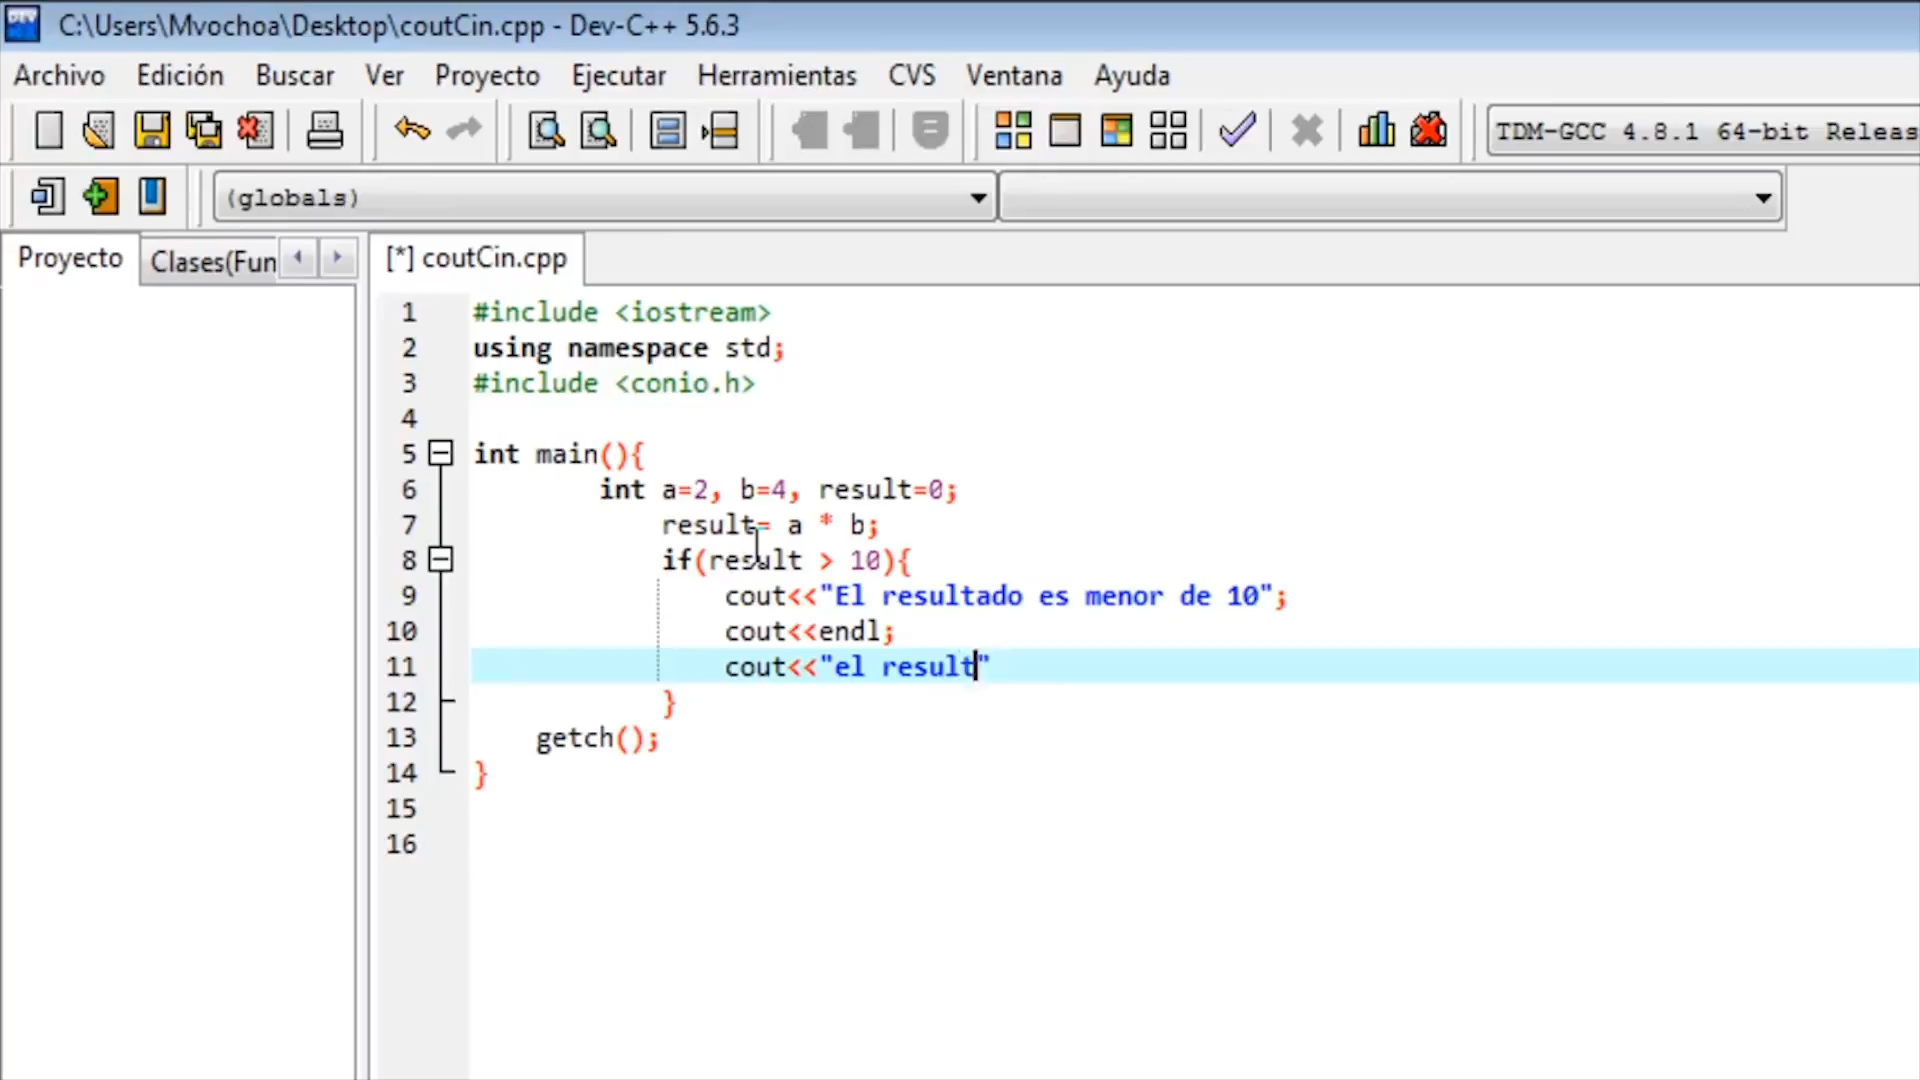 C:\Users\Mvochoa\Desktop\coutCin.cpp - Dev-C++ 5.6.3
Archivo Edición Buscar Ver Proyecto Ejecutar Herramientas CVS Ventana Ayuda
TDM-GCC 4.8.1 64-bit Releas
(globals)
Proyecto Clases(Fun [*] coutCin.cpp
1 #include <iostream>
2 using namespace std;
3 #include <conio.h>
4
5 int main(){
6 int a=2, b=4, result=0;
7 result= a * b;
8 if(result > 10){
9 cout<<"El resultado es menor de 10";
10 cout<<endl;
11 cout<<"el result"
12 }
13 getch();
14 }
15
16